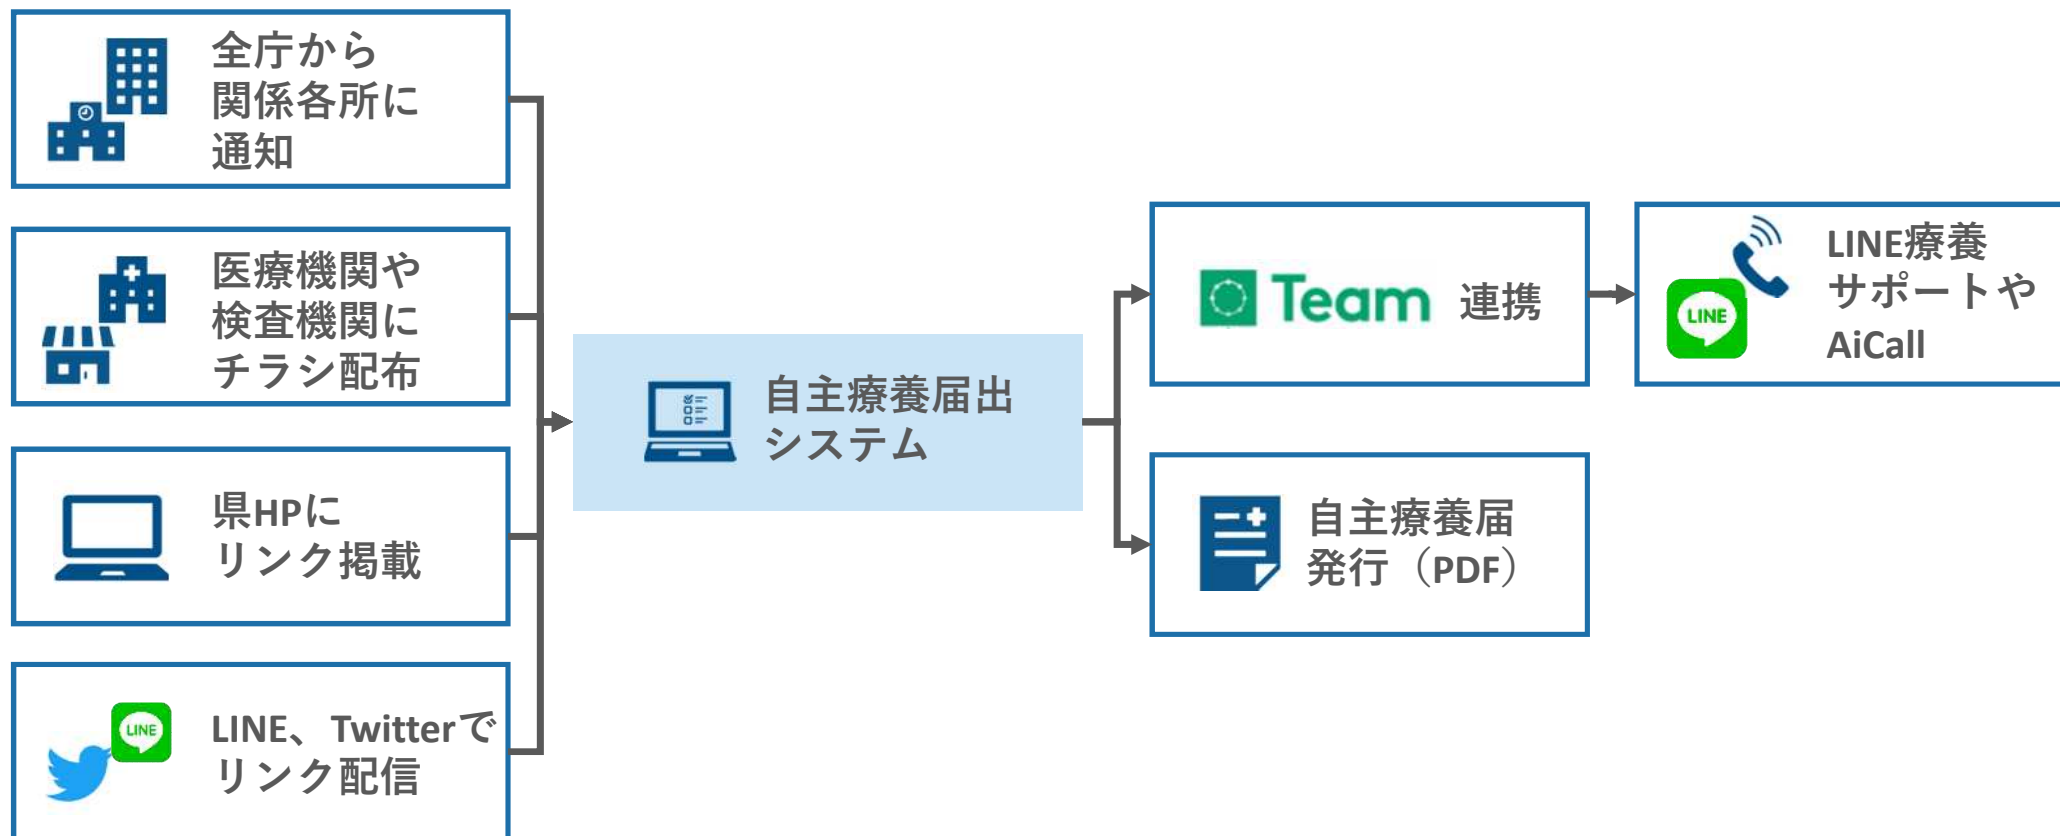 全庁から
関係各所に
通知
医療機関や
検査機関に
チラシ配布
県HPに
リンク掲載
LINE
LINE、Twitterで
リンク配信
自主療養届出
システム
Team 連携
自主療養届
発行（PDF）
LINE
LINE療養
サポートや
AiCall